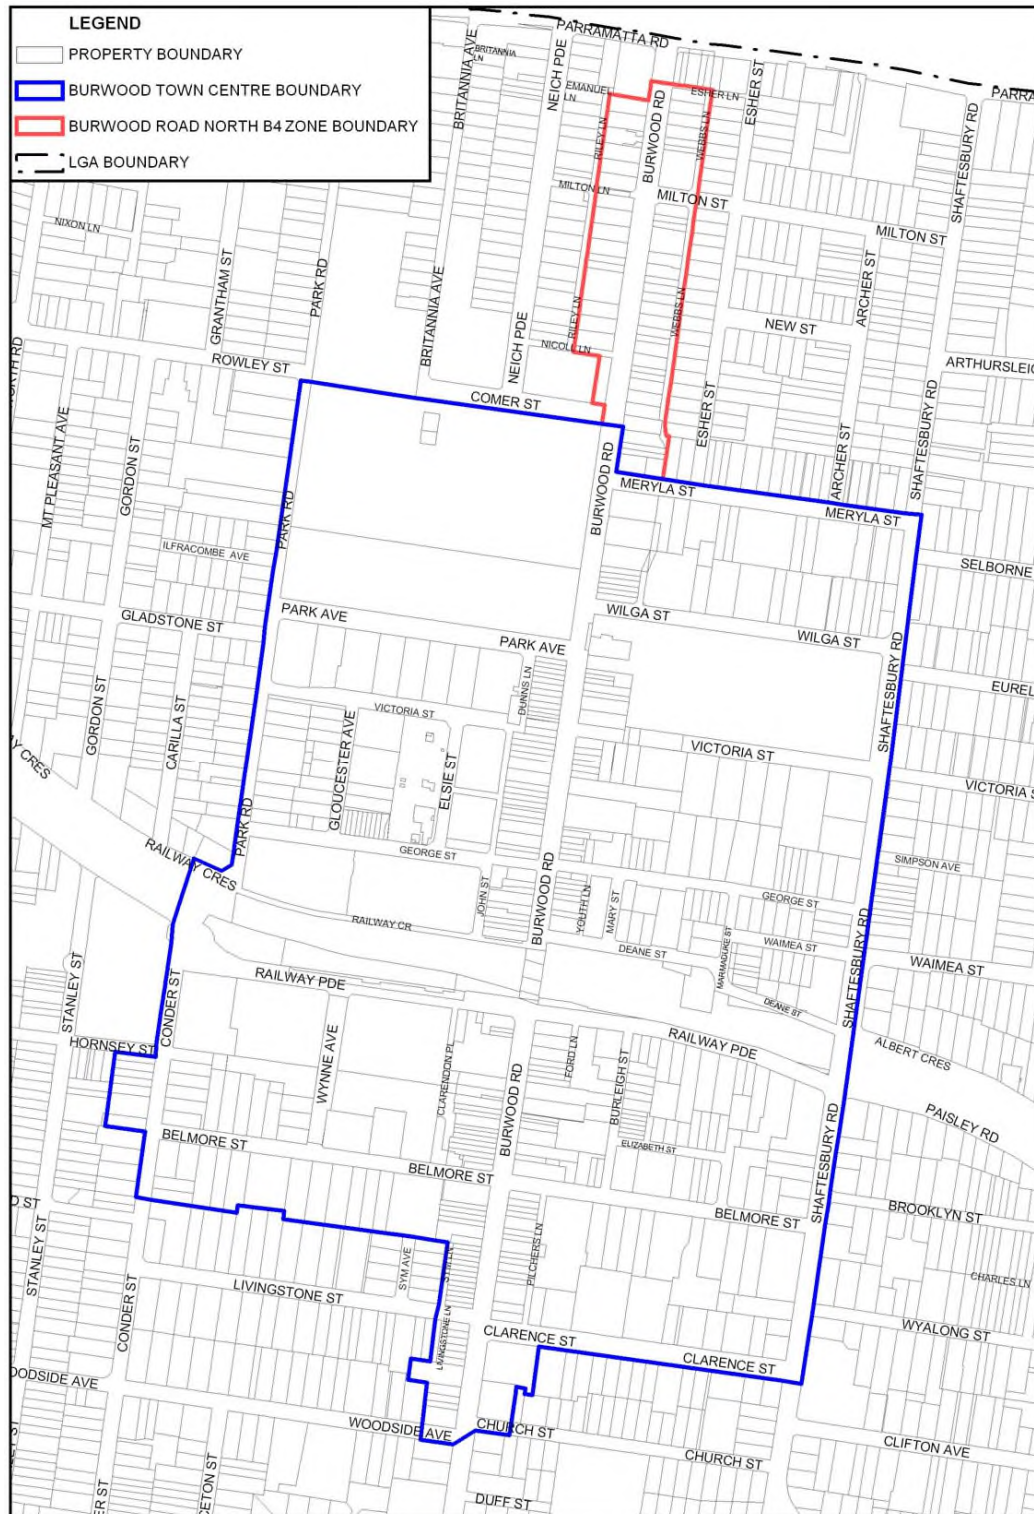 LEGEND
PROPERTY BOUNDARY
BURWOOD TOWN CENTRE BOUNDARY
BURWOOD ROAD NORTH B4 ZONE BOUNDARY
LGA BOUNDARY
PARRAMATTA RD
BRITANNIA AVE
BRITANNIA LN
NEICH PDE
EMANUEL LN
RILEY LN
BURWOOD RD
ESHER LN
WEBBS LN
ESHER ST
SHAFTESBURY RD
MILTON LN
MILTON ST
MILTON ST
NIXON LN
GRANTHAM ST
PARK RD
BRITANNIA AVE
NEICH PDE
RILEY LN
NICOLL LN
WEBBS LN
NEW ST
ARCHER ST
ROWLEY ST
COMER ST
ESHER ST
ARCHER ST
SHAFTESBURY RD
MT PLEASANT AVE
GORDON ST
PARK RD
BURWOOD RD
MERYLA ST
MERYLA ST
ILFRACOMBE AVE
SELBORNE
GLADSTONE ST
PARK AVE
PARK AVE
WILGA ST
WILGA ST
SHAFTESBURY RD
GORDON ST
CARILLA ST
VICTORIA ST
DUNNS LN
GLOUCESTER AVE
ELSIE ST
VICTORIA ST
VICTORIA S
PARK RD
GEORGE ST
BURWOOD RD
SIMPSON AVE
RAILWAY CRES
JOHN ST
YOUTH LN
MARY ST
GEORGE ST
RAILWAY CR
DEANE ST
MARMADUKE ST
WAIMEA ST
WAIMEA ST
SHAFTESBURY RD
STANLEY ST
CONDER ST
RAILWAY PDE
DEANE ST
HORNSEY ST
WYNNE AVE
CLARENDON PL
BURWOOD RD
FORD LN
BURLEIGH ST
RAILWAY PDE
ALBERT CRES
PAISLEY RD
BELMORE ST
BELMORE ST
ELIZABETH ST
SHAFTESBURY RD
BELMORE ST
BROOKLYN ST
STANLEY ST
CONDER ST
LIVINGSTONE ST
SYM AVE
SYM LN
PILCHERS LN
CHARLES LN
LIVINGSTONE LN
CLARENCE ST
CLARENCE ST
WYALONG ST
WOODSIDE AVE
CHURCH ST
CHURCH ST
CLIFTON AVE
DUFF ST